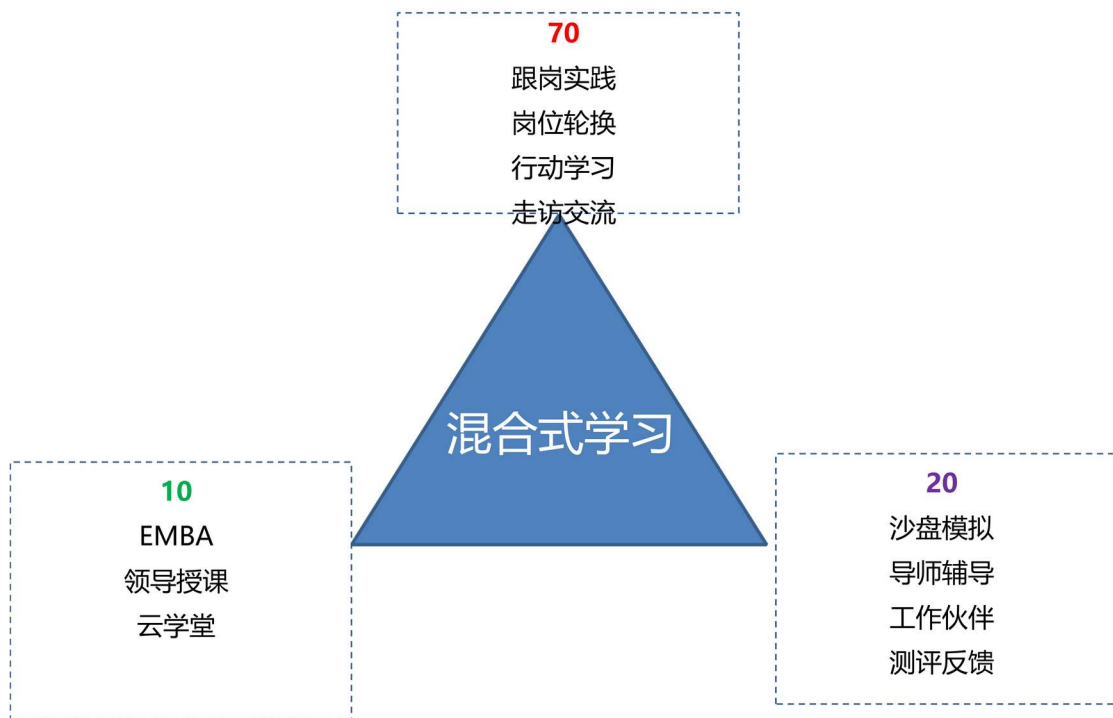 70
跟岗实践
岗位轮换
行动学习
走访交流
混合式学习
10
EMBA
领导授课
云学堂
20
沙盘模拟
导师辅导
工作伙伴
测评反馈